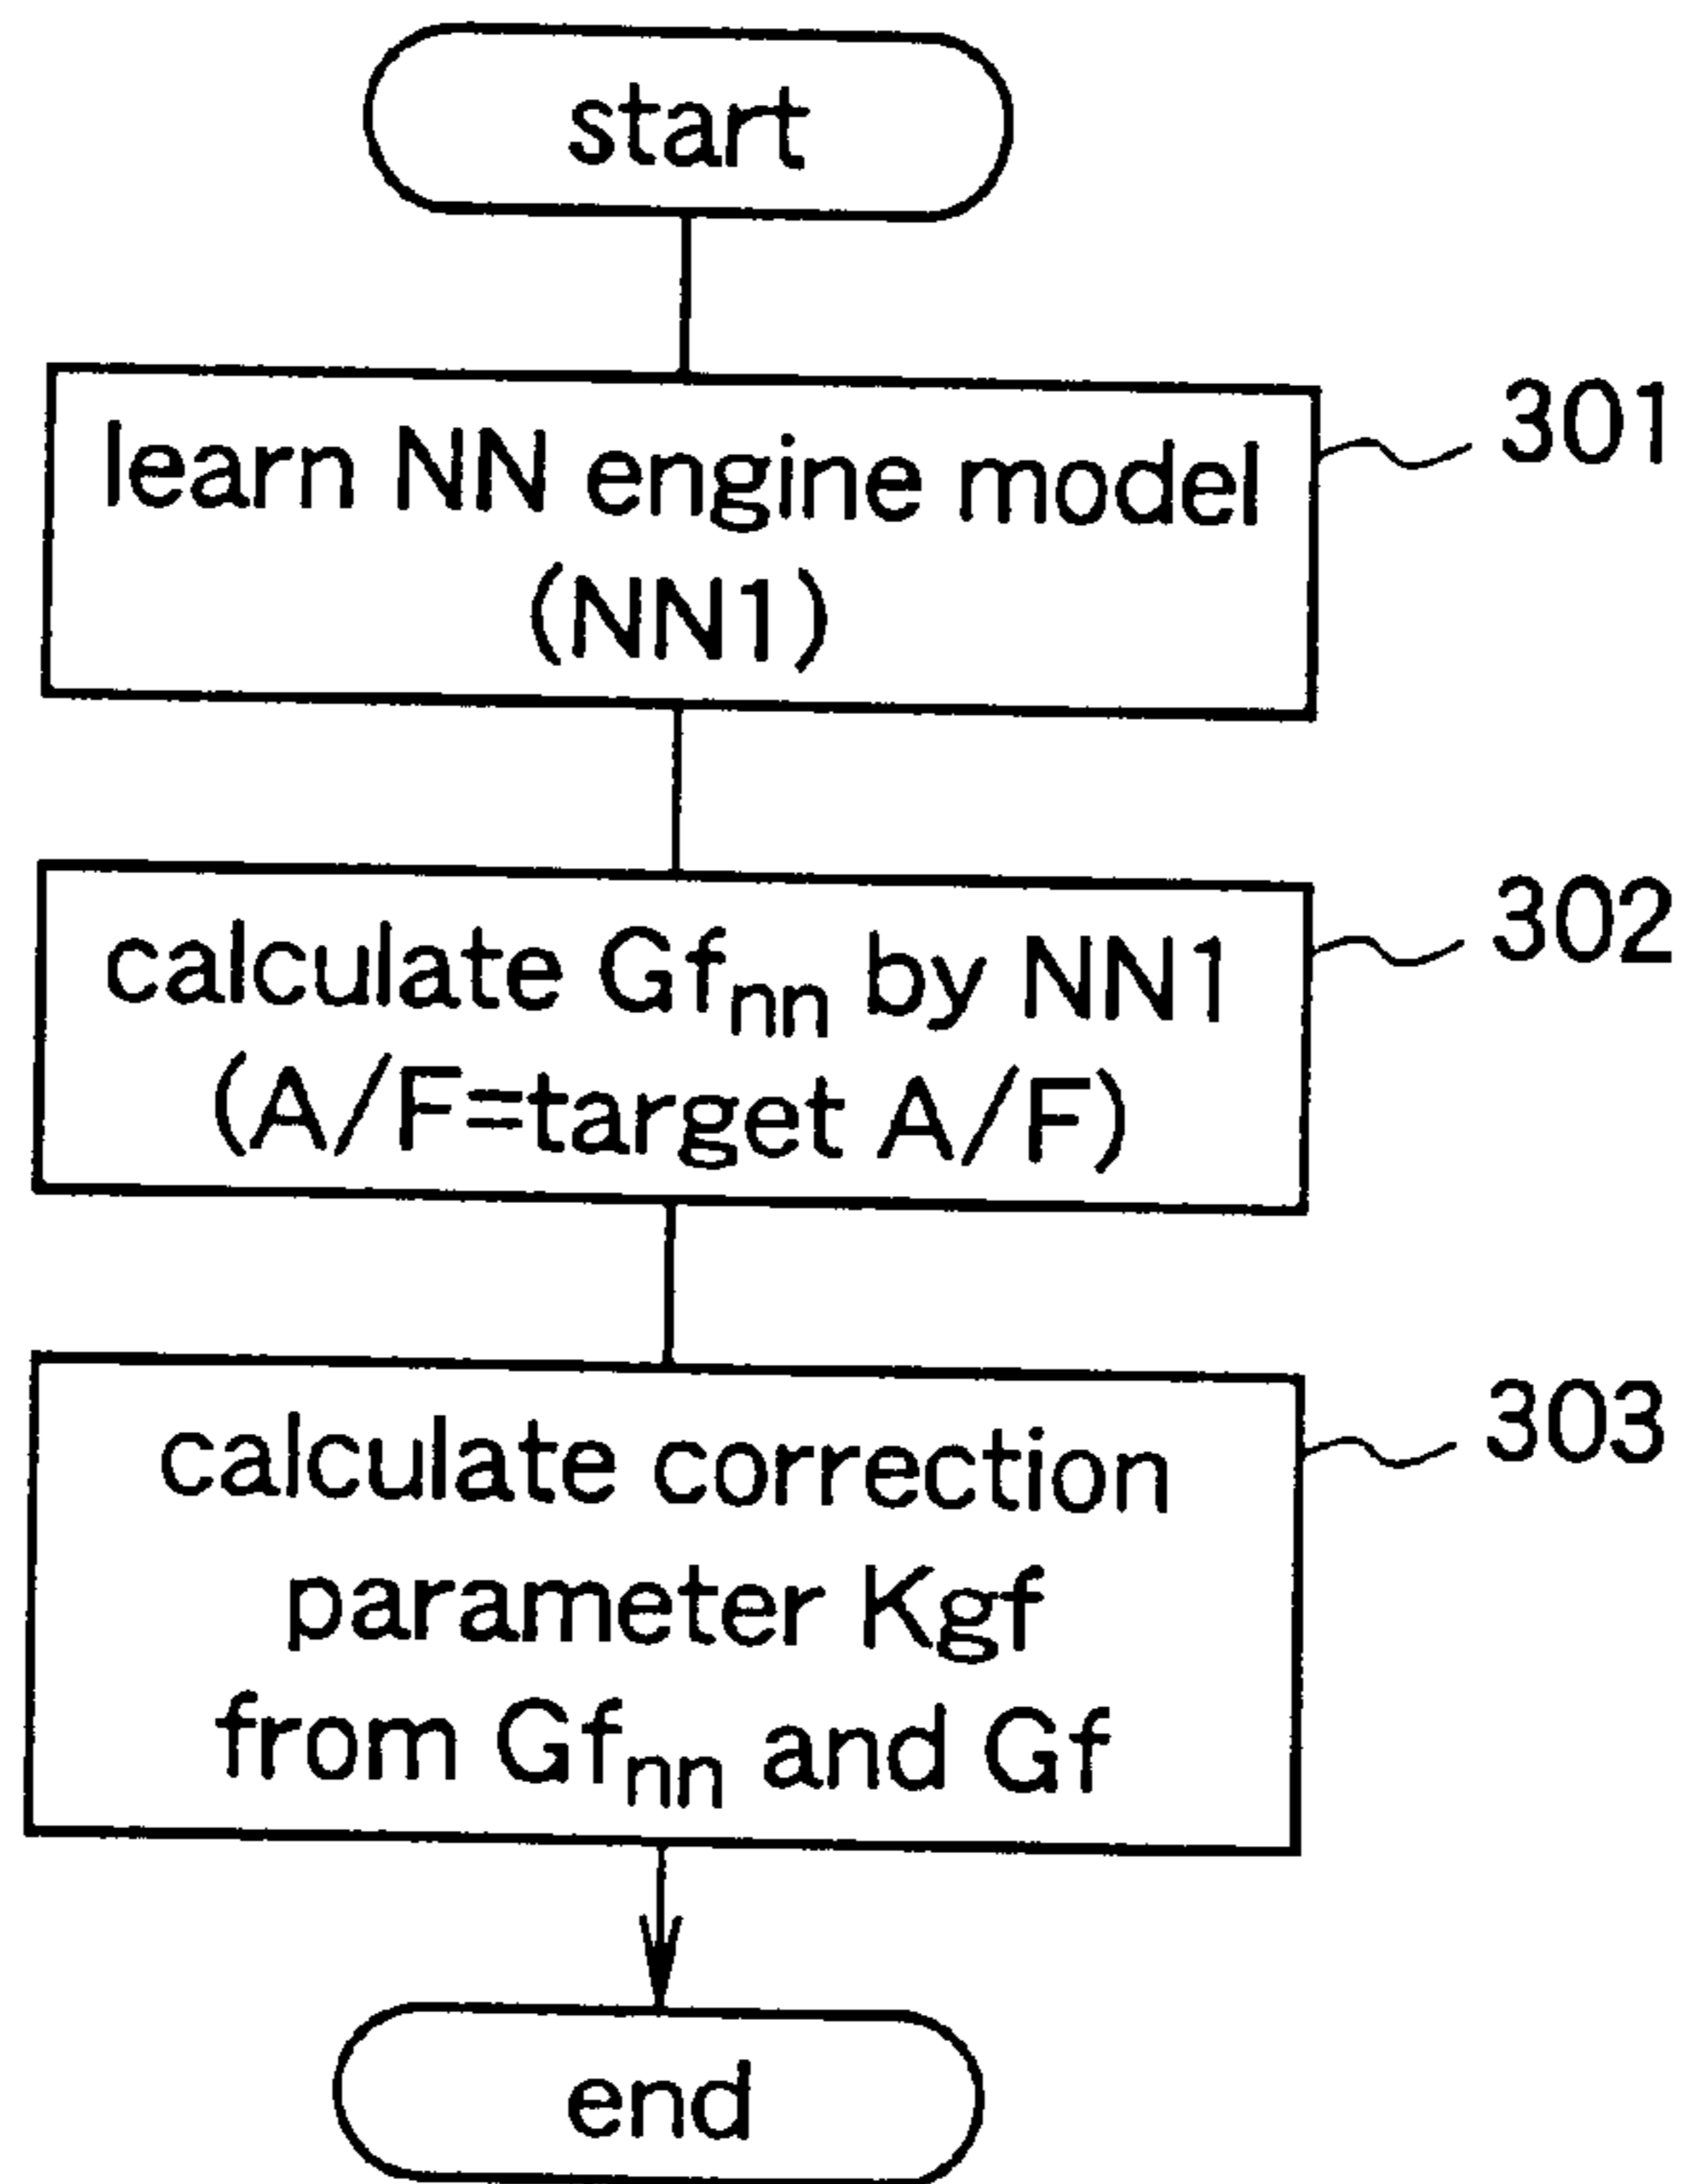 start
learn NN engine model
(NN1)
301
calculate Gfnn by NN1
(A/F=target A/F)
302
calculate correction
parameter Kgf
from Gfnn and Gf
303
end